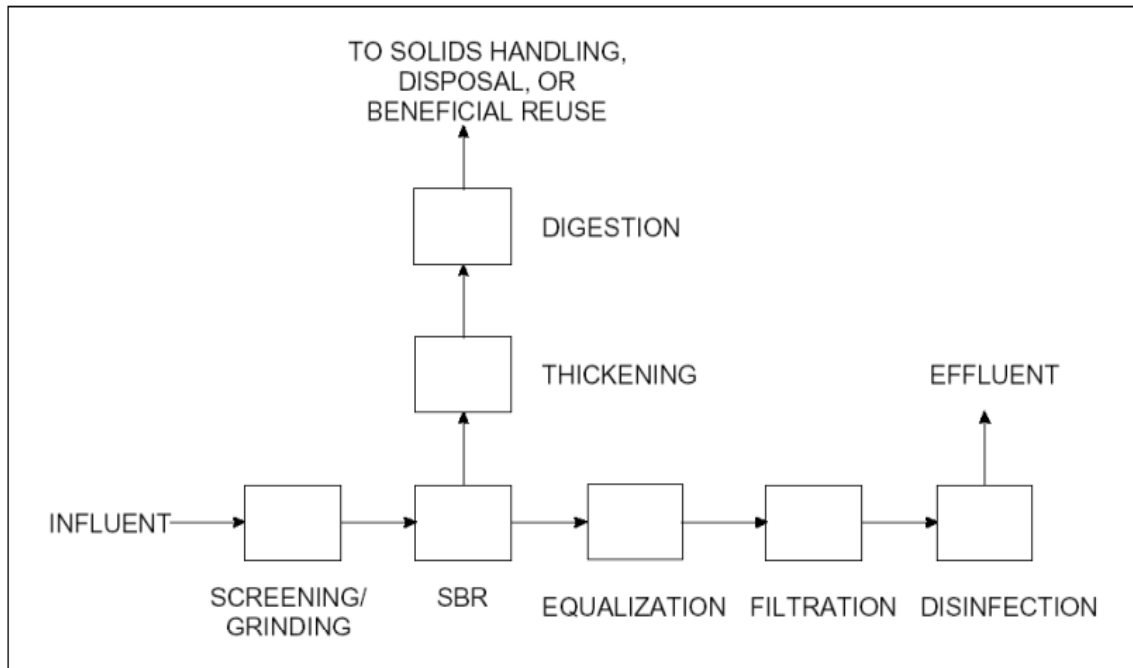 TO SOLIDS HANDLING,
DISPOSAL, OR
BENEFICIAL REUSE
DIGESTION
THICKENING
EFFLUENT
INFLUENT
SCREENING/
GRINDING
SBR
EQUALIZATION
FILTRATION
DISINFECTION